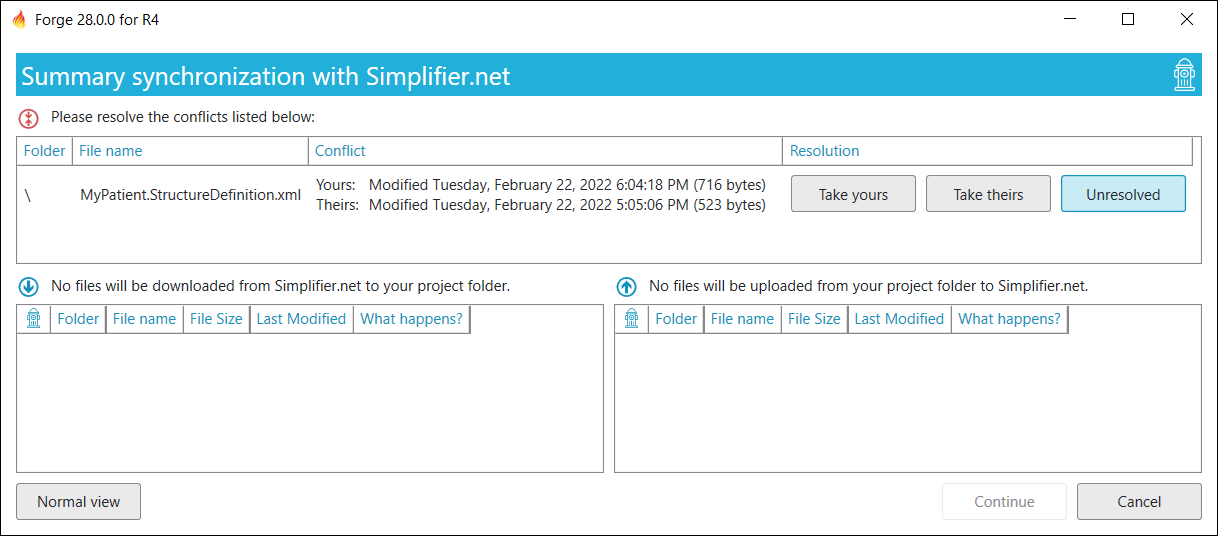 Forge 28.0.0 for R4
Summary synchronization with Simplifier.net
Please resolve the conflicts listed below:
Folder File name Conflict Resolution
\ MyPatient.StructureDefinition.xml Yours: Modified Tuesday, February 22, 2022 6:04:18 PM (716 bytes) Take yours Take theirs Unresolved
Theirs: Modified Tuesday, February 22, 2022 5:05:06 PM (523 bytes)
No files will be downloaded from Simplifier.net to your project folder.
Folder File name File Size Last Modified What happens?
No files will be uploaded from your project folder to Simplifier.net.
Folder File name File Size Last Modified What happens?
Normal view Continue Cancel